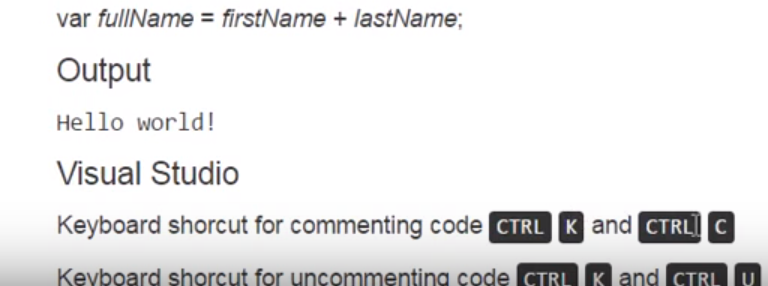 var fullName = firstName + lastName;
Output
Hello world!
Visual Studio
Keyboard shorcut for commenting code CTRL K and CTRL C
Keyboard shorcut for uncommenting code CTRL K and CTRL U